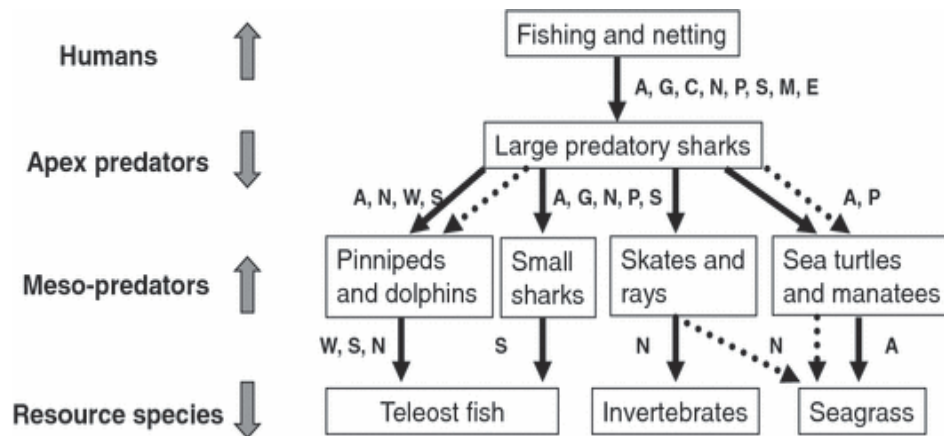 Fishing and netting
Humans
A, G, C, N, P, S, M, E
Large predatory sharks
Apex predators
A, N, W, S
A, G, N, P, S
A, P
Pinnipeds
and dolphins
Small
sharks
Skates and
rays
Sea turtles
and manatees
Meso-predators
W, S, N
S
N
N
A
Resource species
Teleost fish
Invertebrates
Seagrass